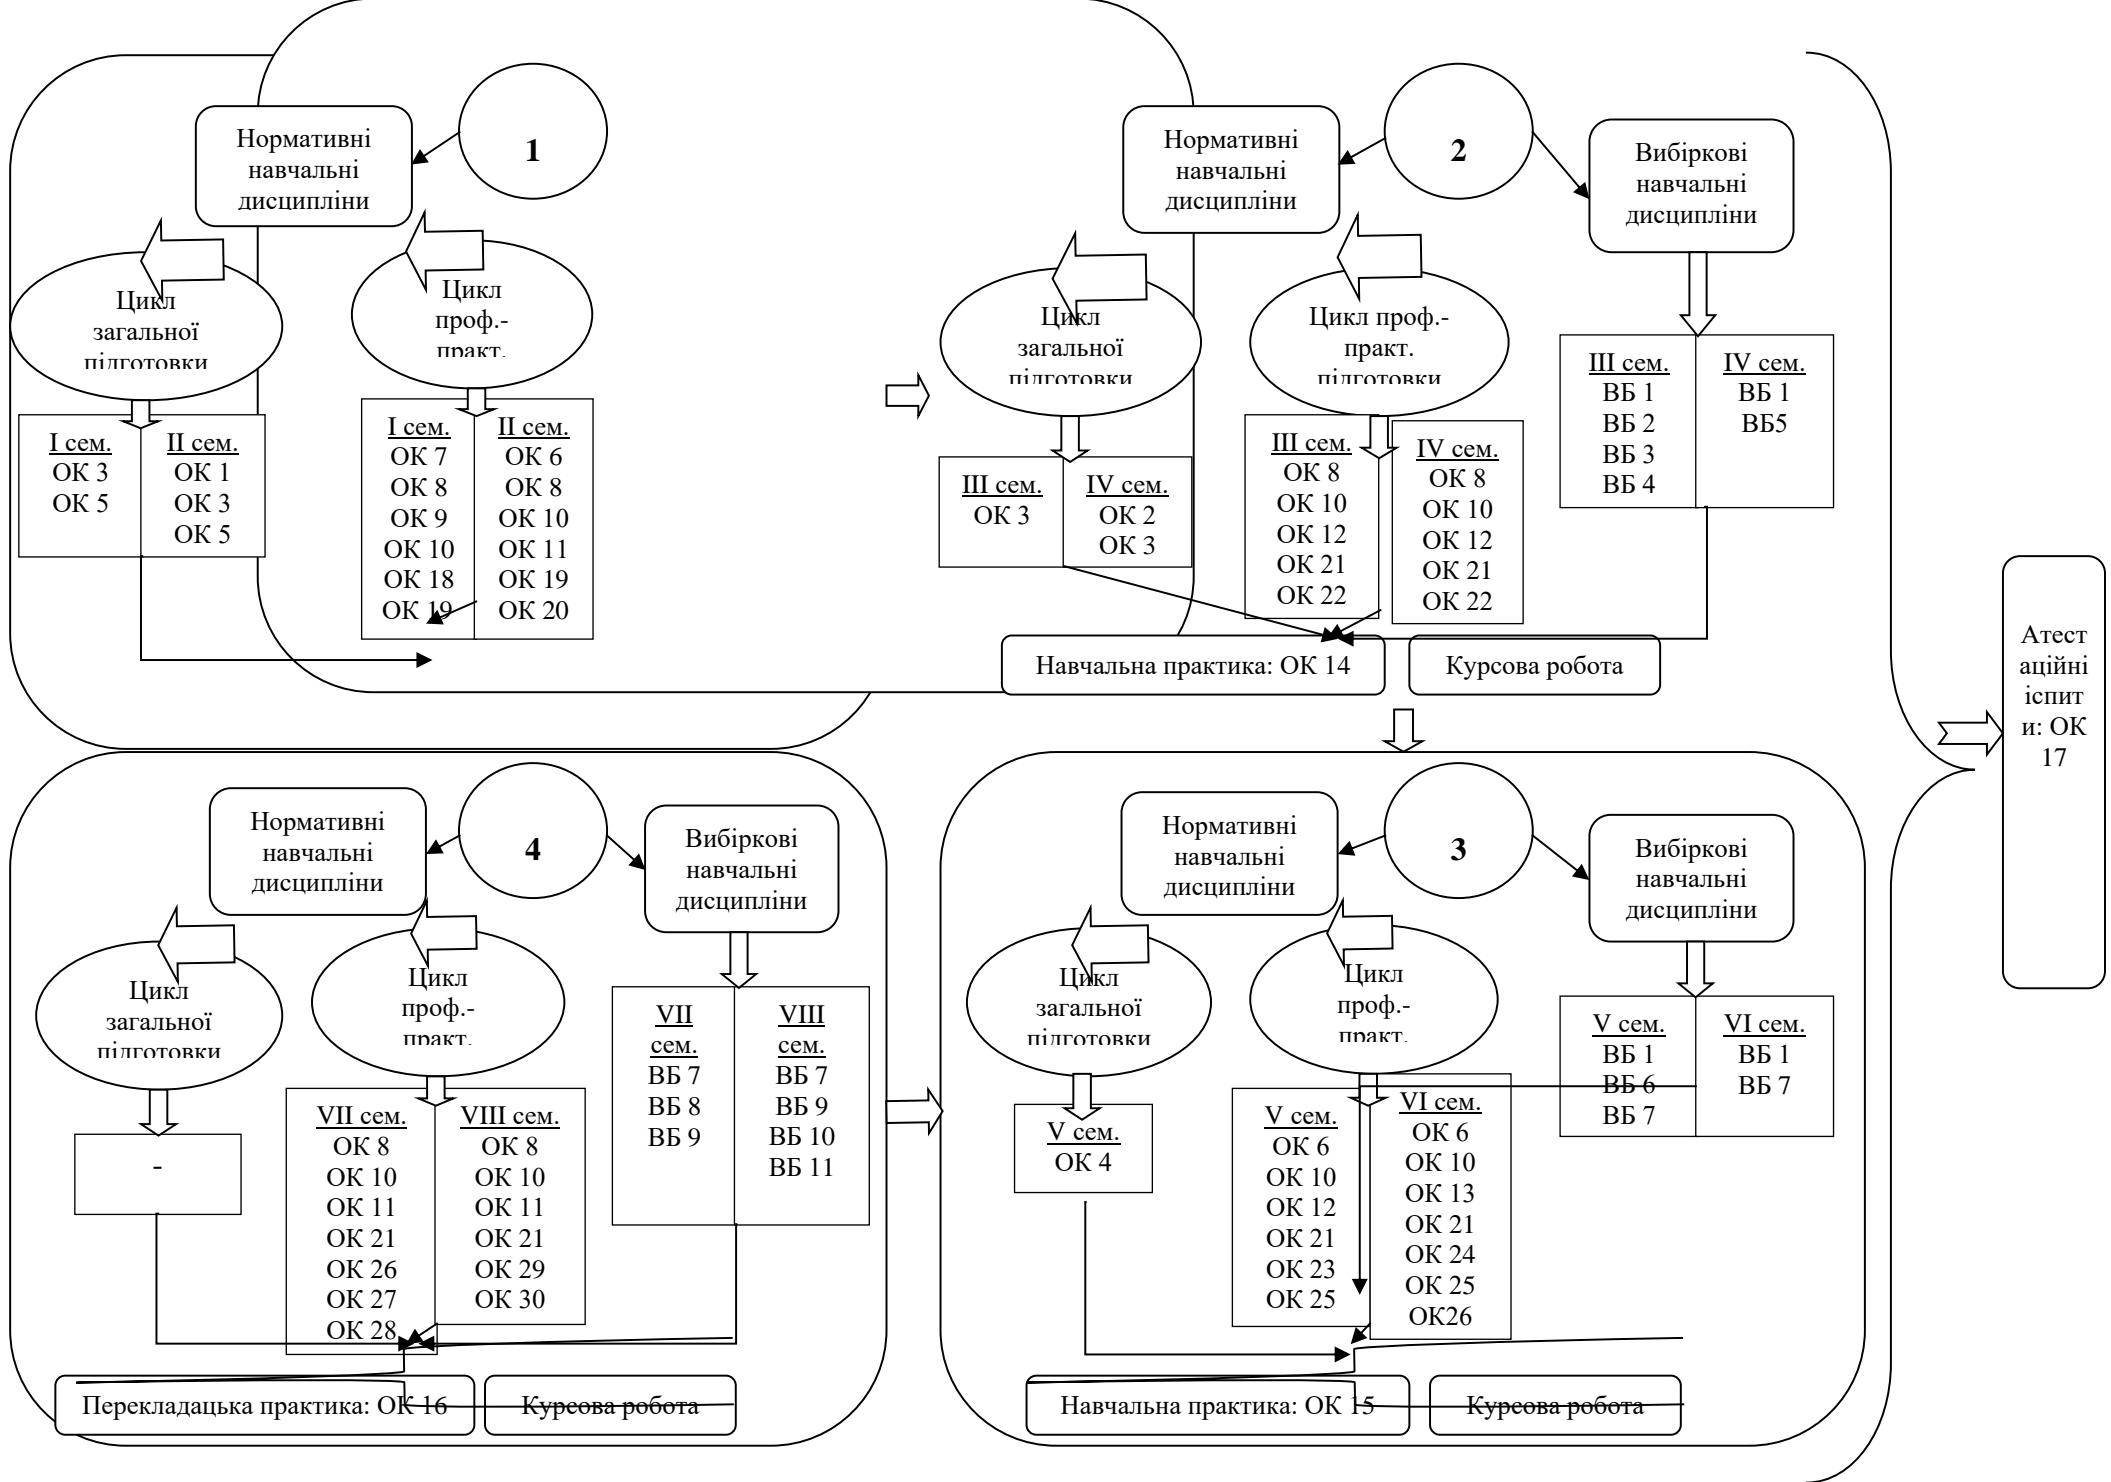 1
Нормативні
навчальні
дисципліни
Цикл
загальної
підготовки
Цикл
проф.-
практ.
I сем.
ОК 3
ОК 5
II сем.
ОК 1
ОК 3
ОК 5
I сем.
ОК 7
ОК 8
ОК 9
ОК 10
ОК 18
ОК 19
II сем.
ОК 6
ОК 8
ОК 10
ОК 11
ОК 19
ОК 20
2
Нормативні
навчальні
дисципліни
Вибіркові
навчальні
дисципліни
Цикл
загальної
підготовки
Цикл проф.-
практ.
підготовки
III сем.
ОК 3
IV сем.
ОК 2
ОК 3
III сем.
ОК 8
ОК 10
ОК 12
ОК 21
ОК 22
IV сем.
ОК 8
ОК 10
ОК 12
ОК 21
ОК 22
III сем.
ВБ 1
ВБ 2
ВБ 3
ВБ 4
IV сем.
ВБ 1
ВБ5
Навчальна практика: ОК 14
Курсова робота
Атест
аційні
іспит
и: ОК
17
4
Нормативні
навчальні
дисципліни
Вибіркові
навчальні
дисципліни
Цикл
загальної
підготовки
Цикл
проф.-
практ.
-
VII сем.
ОК 8
ОК 10
ОК 11
ОК 21
ОК 26
ОК 27
ОК 28
VIII сем.
ОК 8
ОК 10
ОК 11
ОК 21
ОК 29
ОК 30
VII
сем.
ВБ 7
ВБ 8
ВБ 9
VIII
сем.
ВБ 7
ВБ 9
ВБ 10
ВБ 11
Перекладацька практика: ОК 16
Курсова робота
3
Нормативні
навчальні
дисципліни
Вибіркові
навчальні
дисципліни
Цикл
загальної
підготовки
Цикл
проф.-
практ.
V сем.
ОК 4
V сем.
ОК 6
ОК 10
ОК 12
ОК 21
ОК 23
ОК 25
VI сем.
ОК 6
ОК 10
ОК 13
ОК 21
ОК 24
ОК 25
ОК26
V сем.
ВБ 1
ВБ 6
ВБ 7
VI сем.
ВБ 1
ВБ 7
Навчальна практика: ОК 15
Курсова робота